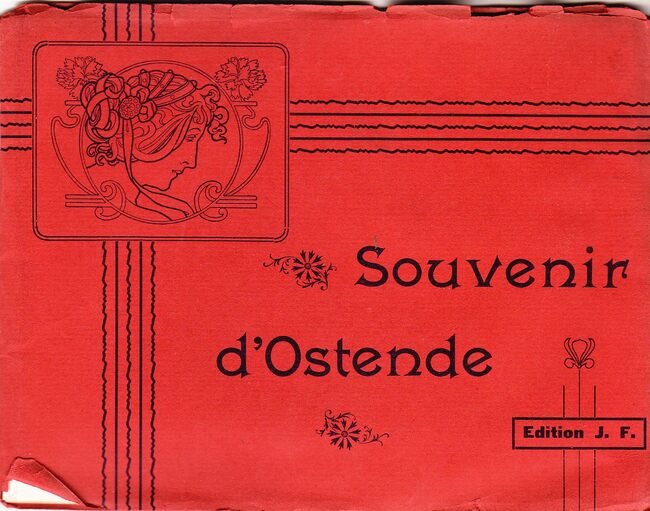 Souvenir
d'Ostende
Edition J. F.